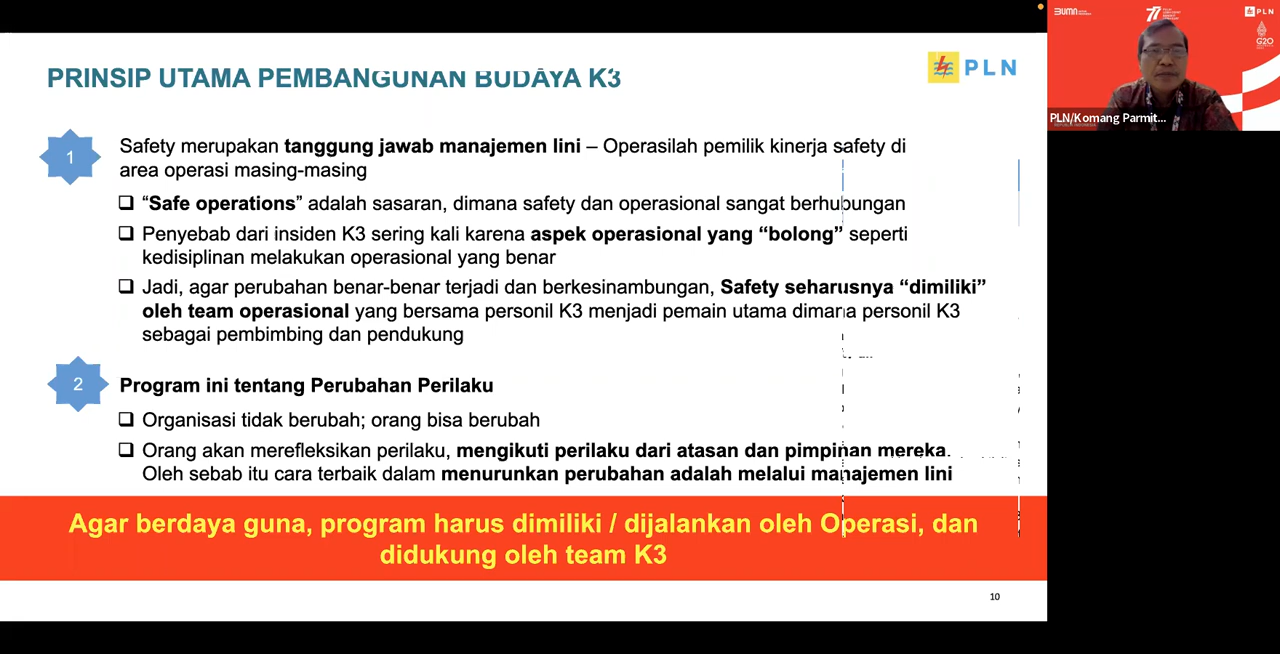 PRINSIP UTAMA PEMBANGUNAN BUDAYA K3
PLN
1
Safety merupakan tanggung jawab manajemen lini – Operasilah pemilik kinerja safety di
area operasi masing-masing
❑ “Safe operations” adalah sasaran, dimana safety dan operasional sangat berhubungan
❑ Penyebab dari insiden K3 sering kali karena aspek operasional yang “bolong” seperti
kedisiplinan melakukan operasional yang benar
❑ Jadi, agar perubahan benar-benar terjadi dan berkesinambungan, Safety seharusnya “dimiliki”
oleh team operasional yang bersama personil K3 menjadi pemain utama dimana personil K3
sebagai pembimbing dan pendukung
2
Program ini tentang Perubahan Perilaku
❑ Organisasi tidak berubah; orang bisa berubah
❑ Orang akan merefleksikan perilaku, mengikuti perilaku dari atasan dan pimpinan mereka.
Oleh sebab itu cara terbaik dalam menurunkan perubahan adalah melalui manajemen lini
Agar berdaya guna, program harus dimiliki / dijalankan oleh Operasi, dan
didukung oleh team K3
10
BUMN
77
PLN
G20
PLN/Komang Parmit...